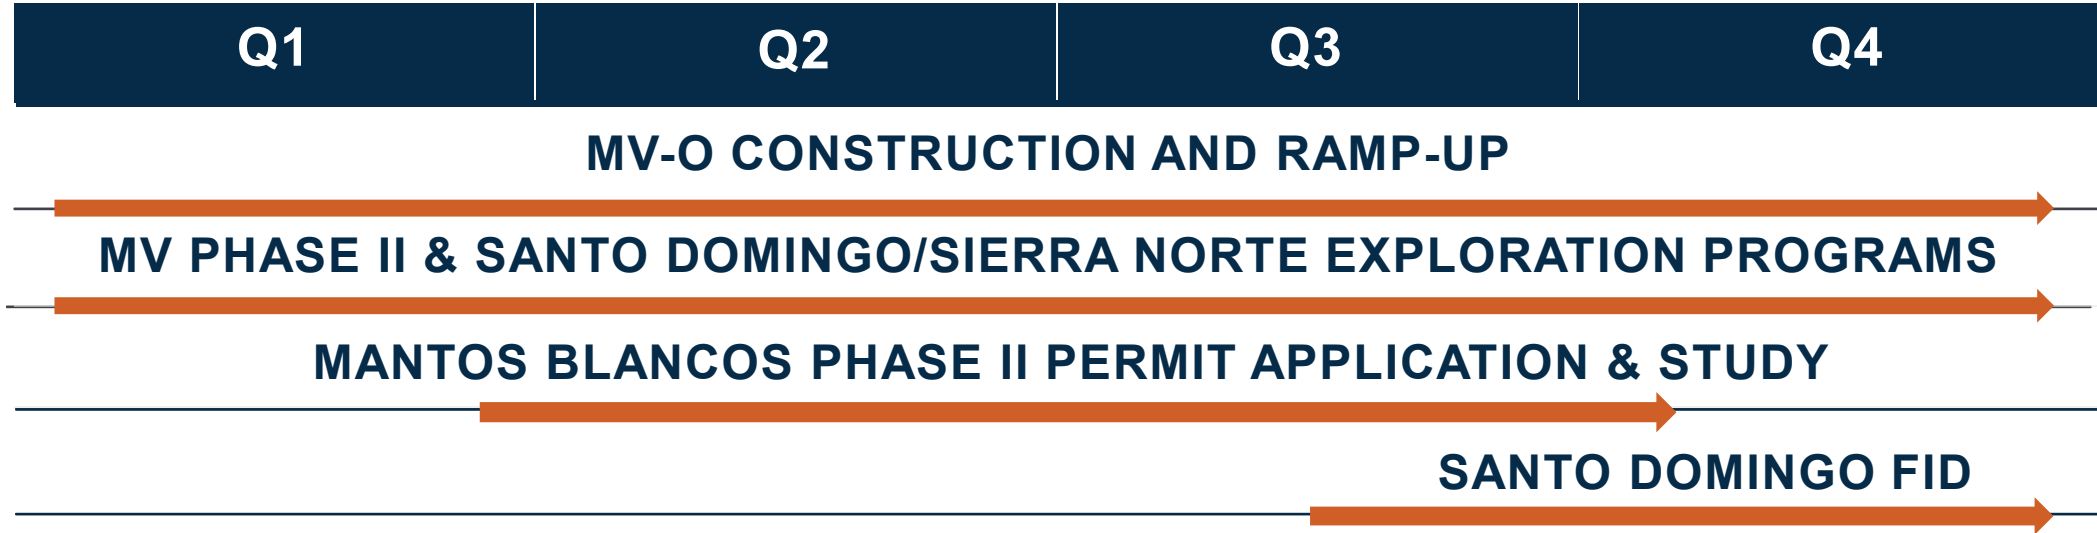 Q1 Q2 Q3 Q4
MV-O CONSTRUCTION AND RAMP-UP
MV PHASE II & SANTO DOMINGO/SIERRA NORTE EXPLORATION PROGRAMS
MANTOS BLANCOS PHASE II PERMIT APPLICATION & STUDY
SANTO DOMINGO FID